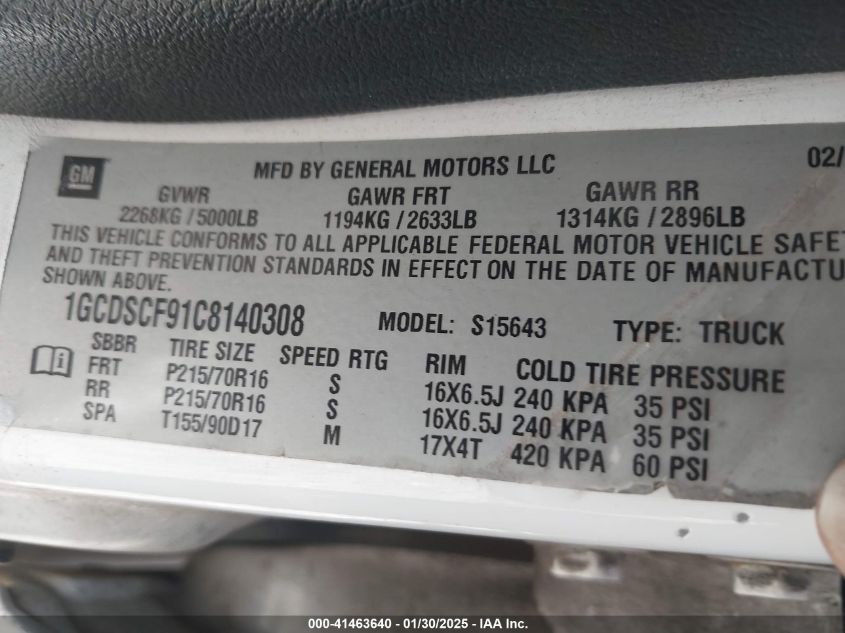 GM
MFD BY GENERAL MOTORS LLC
02/
GVWR GAWR FRT GAWR RR
2268KG / 5000LB 1194KG / 2633LB 1314KG / 2896LB
THIS VEHICLE CONFORMS TO ALL APPLICABLE FEDERAL MOTOR VEHICLE SAFET
AND THEFT PREVENTION STANDARDS IN EFFECT ON THE DATE OF MANUFACTU
SHOWN ABOVE.
1GCDSCF91C8140308 MODEL: S15643 TYPE: TRUCK
SBBR TIRE SIZE SPEED RTG RIM COLD TIRE PRESSURE
FRT P215/70R16 S 16X6.5J 240 KPA 35 PSI
RR P215/70R16 S 16X6.5J 240 KPA 35 PSI
SPA T155/90D17 M 17X4T 420 KPA 60 PSI
000-41463640 - 01/30/2025 - IAA Inc.